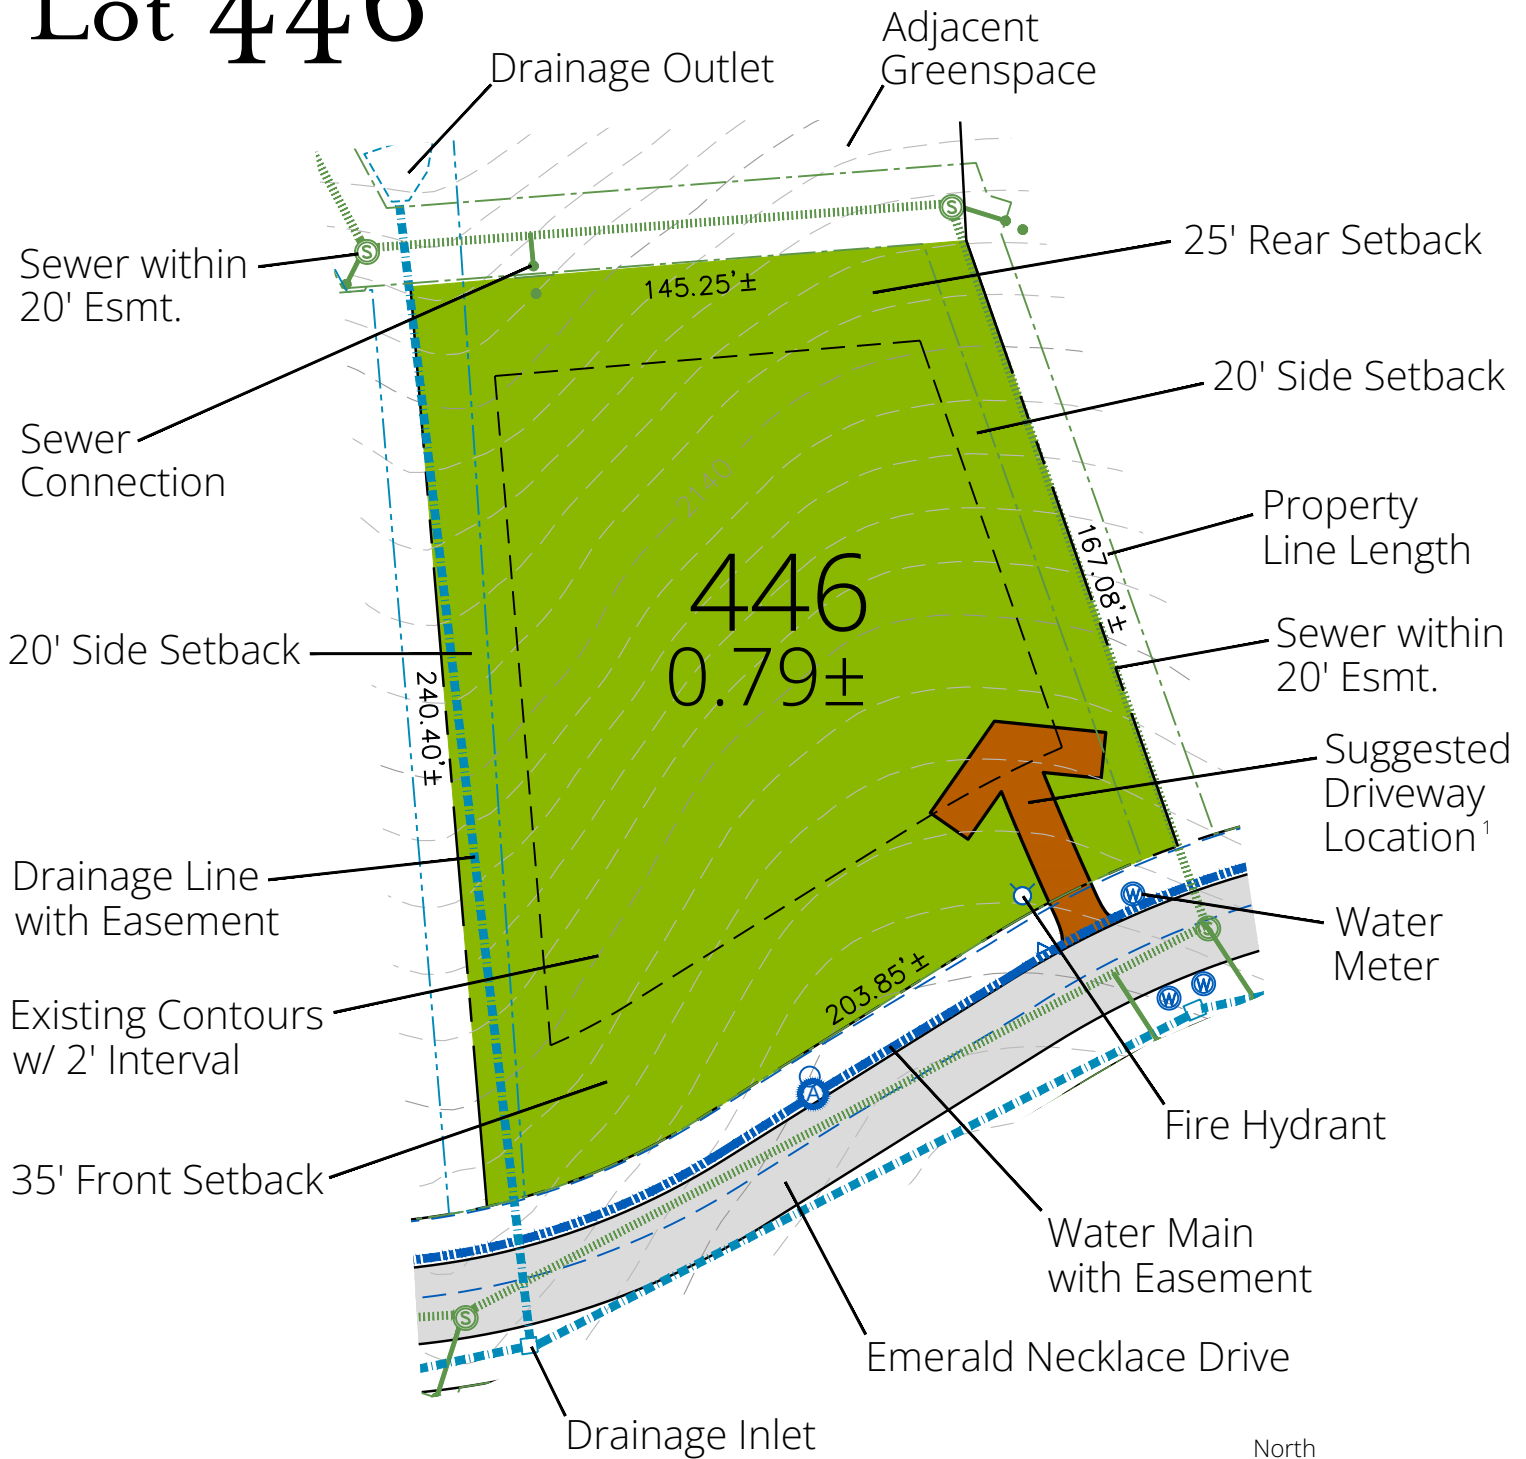 Lot 446
Adjacent
Greenspace
Drainage Outlet
25' Rear Setback
Sewer within
20' Esmt.
145.25'±
20' Side Setback
Sewer
Connection
2140
Property
Line Length
167.08'±
446
0.79±
Sewer within
20' Esmt.
20' Side Setback
240.40'±
Suggested
Driveway
Location 1
Drainage Line
with Easement
Water
Meter
203.85'±
Existing Contours
w/ 2' Interval
Fire Hydrant
35' Front Setback
Water Main
with Easement
Emerald Necklace Drive
Drainage Inlet
North
S
S
W
S
W
W
A
S